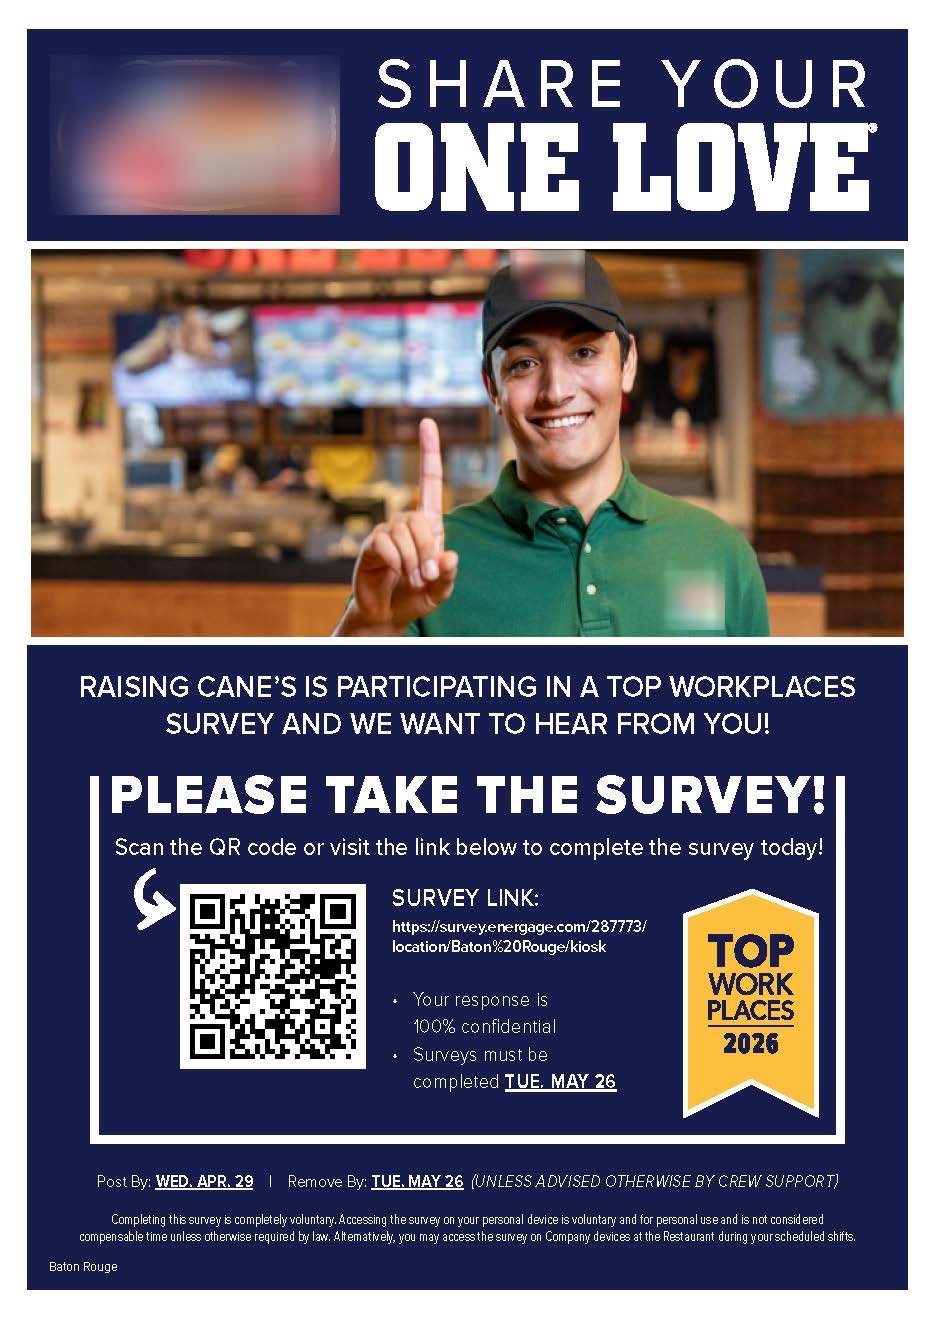 SHARE YOUR
ONE LOVE®
RAISING CANE'S IS PARTICIPATING IN A TOP WORKPLACES
SURVEY AND WE WANT TO HEAR FROM YOU!
PLEASE TAKE THE SURVEY!
Scan the QR code or visit the link below to complete the survey today!
SURVEY LINK:
https://survey.energage.com/287773/
location/Baton%20Rouge/kiosk
• Your response is
100% confidential
• Surveys must be
completed TUE. MAY 26
TOP
WORK
PLACES
2026
Post By: WED. APR. 29 | Remove By: TUE. MAY 26 (UNLESS ADVISED OTHERWISE BY CREW SUPPORT)
Completing this survey is completely voluntary. Accessing the survey on your personal device is voluntary and for personal use and is not considered
compensable time unless otherwise required by law. Alternatively, you may access the survey on Company devices at the Restaurant during your scheduled shifts.
Baton Rouge